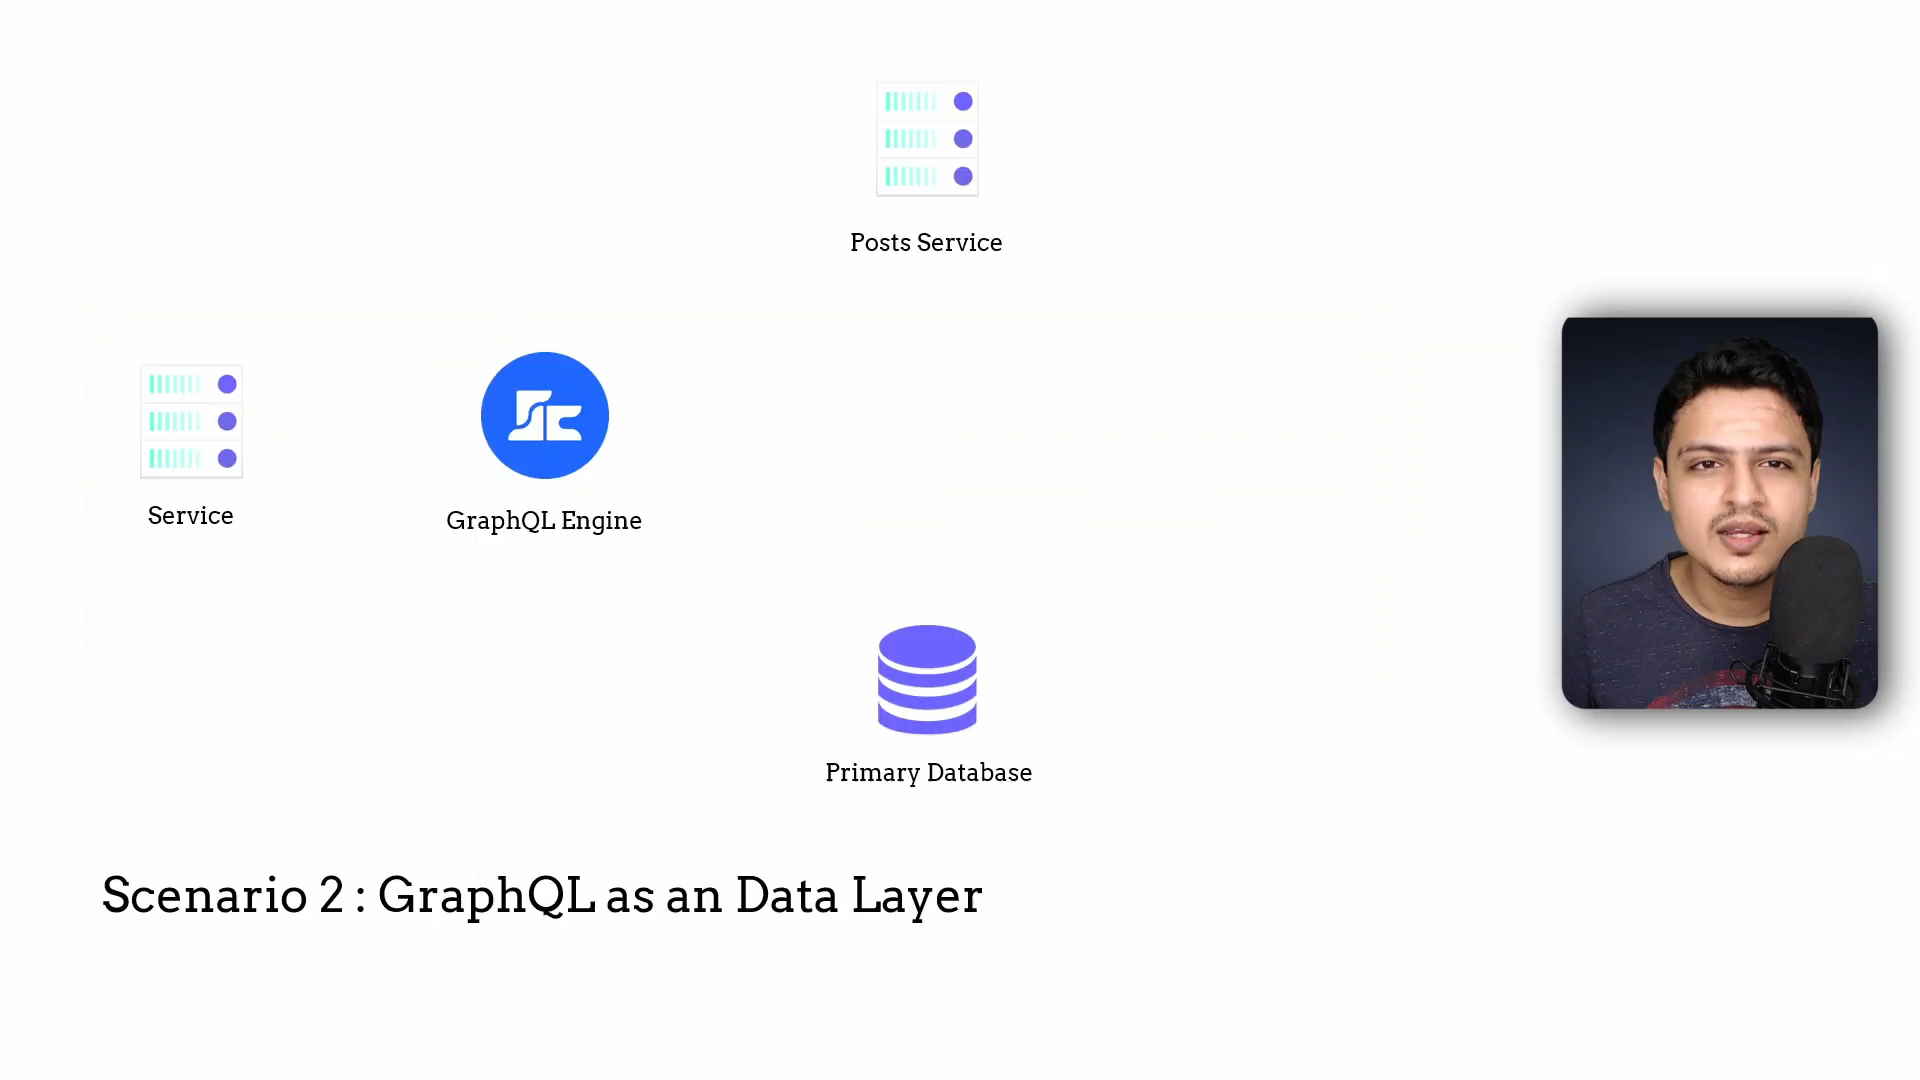 Posts Service
Service
GraphQL Engine
Primary Database
Scenario 2 : GraphQL as an Data Layer